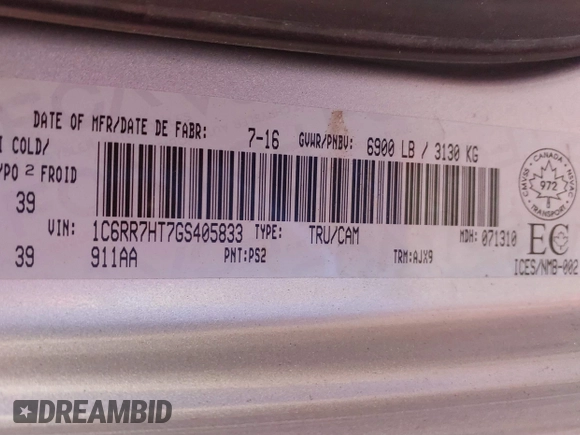 DATE OF MFR/DATE DE FABR: 7-16 GVWR/PNBV: 6900 LB / 3130 KG
I COLD/
YPO 2 FROID
39
CMVSS CANADA NSVAC
972
TRANSPORT
VIN: 1C6RR7HT7GS405833 TYPE: TRU/CAM MDH: 071310
EC
39 911AA PNT:PS2 TRM:AJX9 ICES/NMB-002
DREAMBID